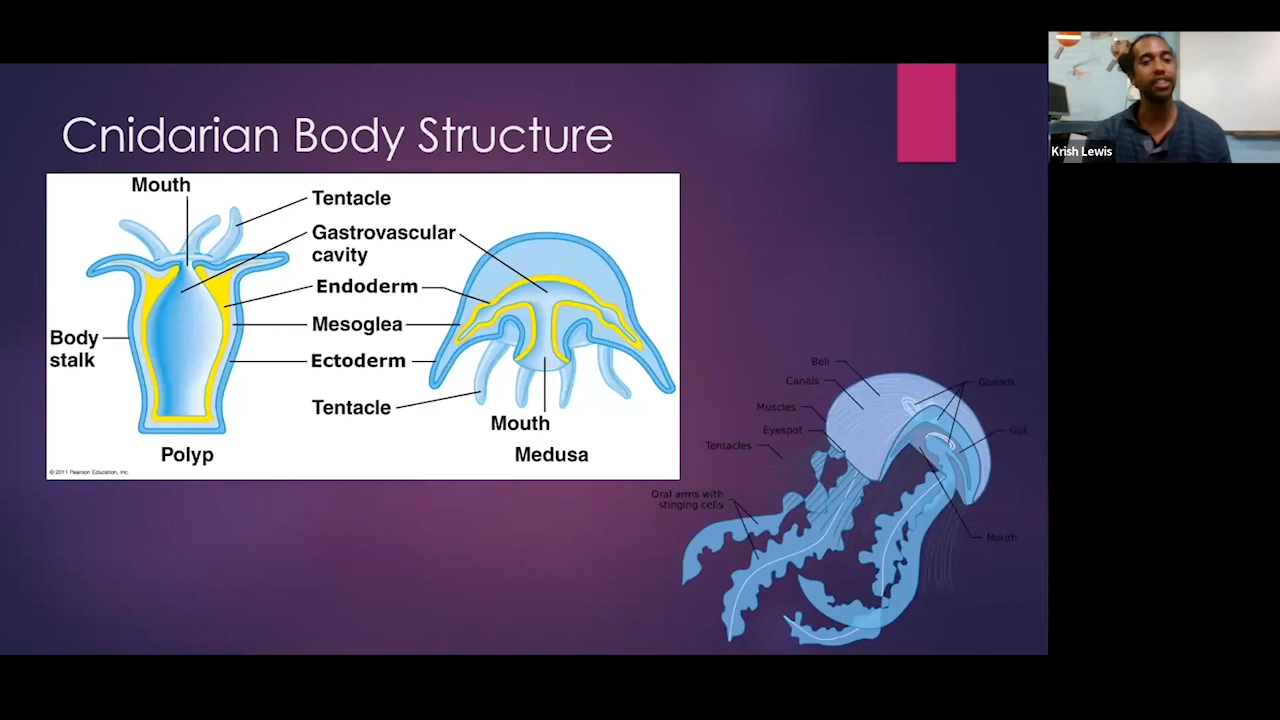 Cnidarian Body Structure
Mouth
Tentacle
Gastrovascular
cavity
Endoderm
Mesoglea
Body
stalk
Ectoderm
Tentacle
Mouth
Polyp
Medusa
© 2011 Pearson Education, Inc.
Bell
Canals
Gonads
Muscles
Eyespot
Gut
Tentacles
Oral arms with
stinging cells
Mouth
Krish Lewis